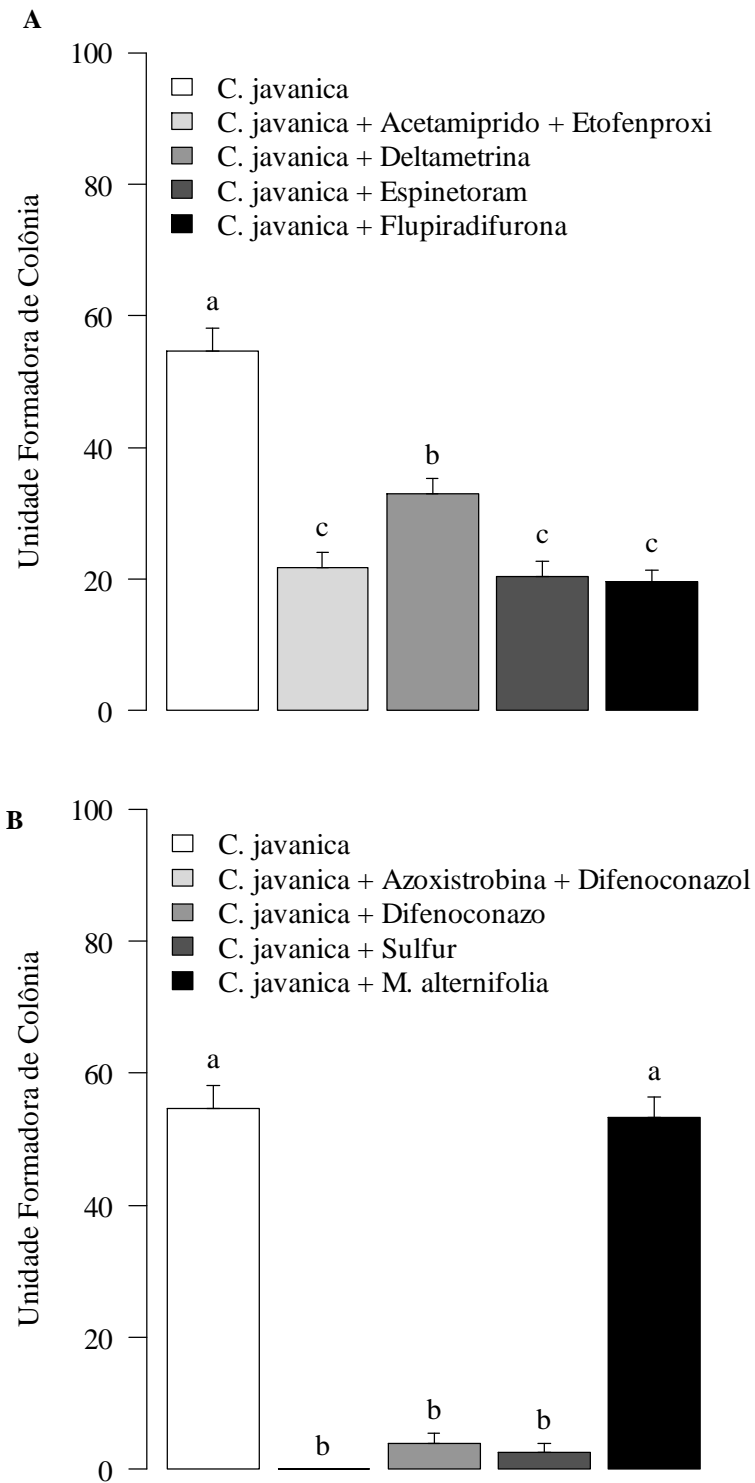 A
Unidade Formadora de Colônia
100
80
60
40
20
0
C. javanica
C. javanica + Acetamiprido + Etofenproxi
C. javanica + Deltametrina
C. javanica + Espinetoram
C. javanica + Flupiradifurona
a
c
b
c
c
B
Unidade Formadora de Colônia
100
80
60
40
20
0
C. javanica
C. javanica + Azoxistrobina + Difenoconazol
C. javanica + Difenoconazo
C. javanica + Sulfur
C. javanica + M. alternifolia
a
b
b
b
a